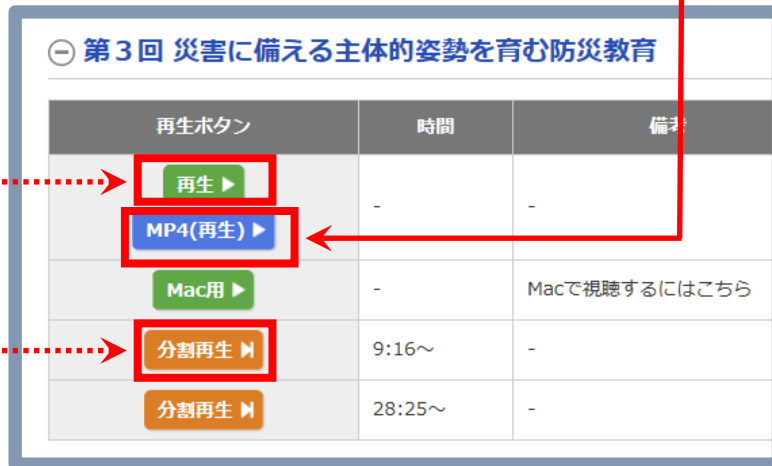 第３回 災害に備える主体的姿勢を育む防災教育
再生ボタン 時間 備考
再生
MP4(再生) - -
Mac用 - Macで視聴するにはこちら
分割再生 9:16～ -
分割再生 28:25～ -